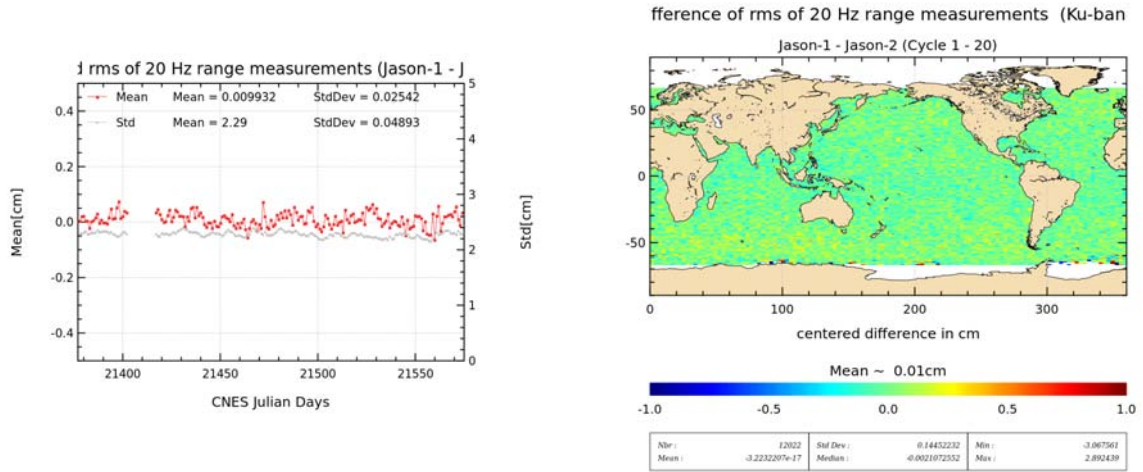 d rms of 20 Hz range measurements (Jason-1 - J
Mean Mean = 0.009932 StdDev = 0.02542
Std Mean = 2.29 StdDev = 0.04893
0.4
0.2
0.0
-0.2
-0.4
Mean[cm]
5
4
3
2
1
0
Std[cm]
21400 21450 21500 21550
CNES Julian Days
fference of rms of 20 Hz range measurements (Ku-ban
Jason-1 - Jason-2 (Cycle 1 - 20)
50
0
-50
0 100 200 300
centered difference in cm
Mean ~ 0.01cm
-1.0 -0.5 0.0 0.5 1.0
Nbr : 12022 Std Dev : 0.14452232 Min : -3.067561
Mean : -3.2232207e-17 Median : -0.0021072552 Max : 2.892439